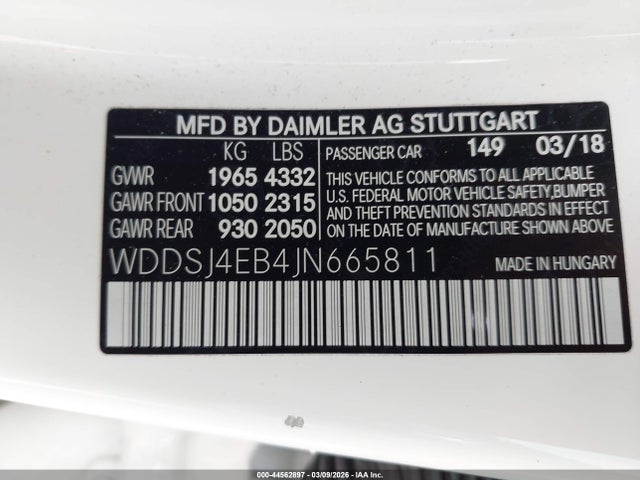 MFD BY DAIMLER AG STUTTGART
KG LBS
GWVR 1965 4332
GAWR FRONT 1050 2315
GAWR REAR 930 2050
PASSENGER CAR 149 03/18
THIS VEHICLE CONFORMS TO ALL APPLICABLE
U.S. FEDERAL MOTOR VEHICLE SAFETY, BUMPER
AND THEFT PREVENTION STANDARDS IN
EFFECT ON THE DATE OF MANUFACTURE SHOWN ABOVE
WDDSJ4EB4JN665811 MADE IN HUNGARY
000-44562897 - 03/09/2026 - IAA, Inc.